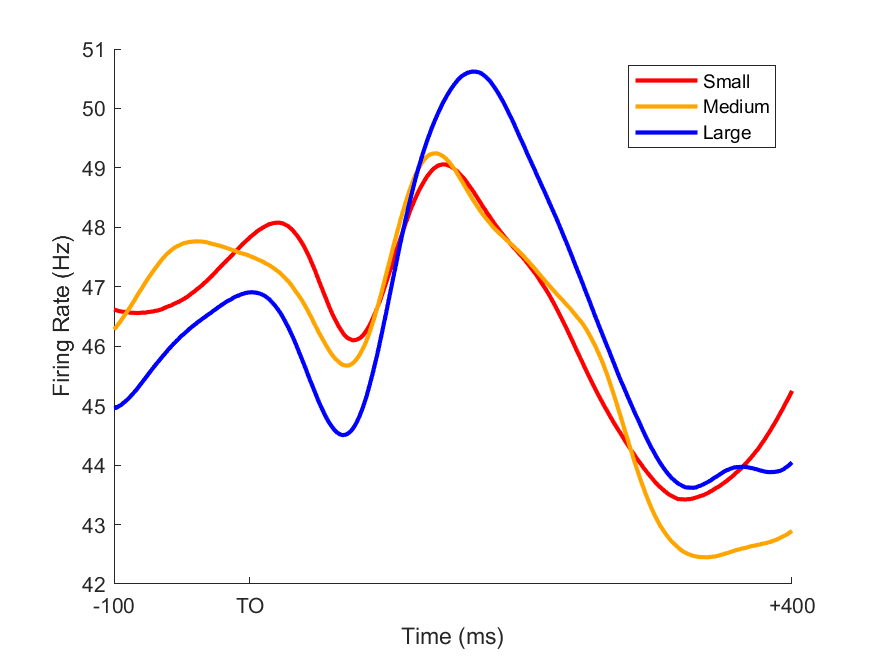 51
50
49
48
47
46
45
44
43
42
Firing Rate (Hz)
-100
TO
+400
Time (ms)
Small
Medium
Large